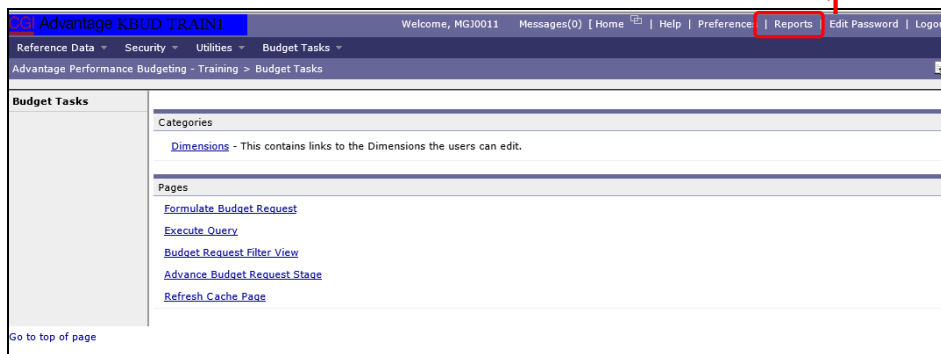 CGI Advantage KBUD TRAIN1 Welcome, MGJ0011 Messages(0) [ Home | Help | Preferences | Reports | Edit Password | Logou
Reference Data Security Utilities Budget Tasks
Advantage Performance Budgeting - Training > Budget Tasks
Budget Tasks
Categories
Dimensions - This contains links to the Dimensions the users can edit.
Pages
Formulate Budget Request
Execute Query
Budget Request Filter View
Advance Budget Request Stage
Refresh Cache Page
Go to top of page